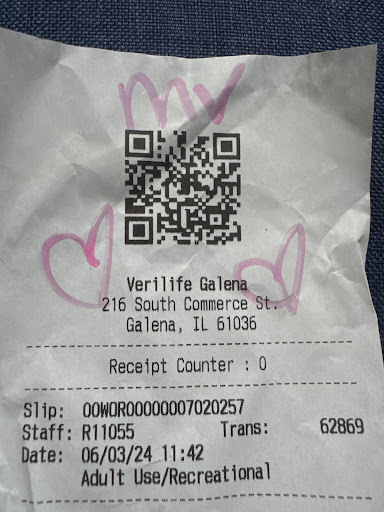 MV
Verilife Galena
216 South Commerce St.
Galena, IL 61036
Receipt Counter : 0
Slip: 00WOR00000007020257
Staff: R11055 Trans: 62869
Date: 06/03/24 11:42
Adult Use/Recreational